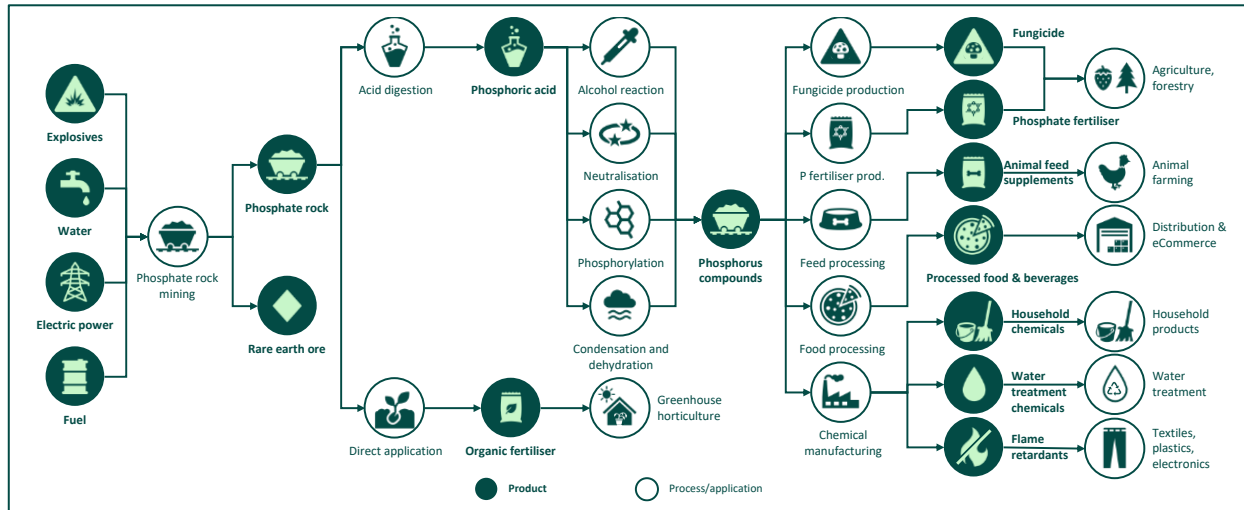 Explosives
Water
Electric power
Fuel
Phosphate rock
mining
Phosphate rock
Rare earth ore
Acid digestion
Direct application
Phosphoric acid
Organic fertiliser
Alcohol reaction
Neutralisation
Phosphorylation
Condensation and
dehydration
Greenhouse
horticulture
Phosphorus
compounds
Fungicide production
P fertiliser prod.
Feed processing
Food processing
Chemical
manufacturing
Fungicide
Phosphate fertiliser
Animal feed
supplements
Processed food & beverages
Household
chemicals
Water
treatment
chemicals
Flame
retardants
Agriculture,
forestry
Animal
farming
Distribution &
eCommerce
Household
products
Water
treatment
Textiles,
plastics,
electronics
Product
Process/application